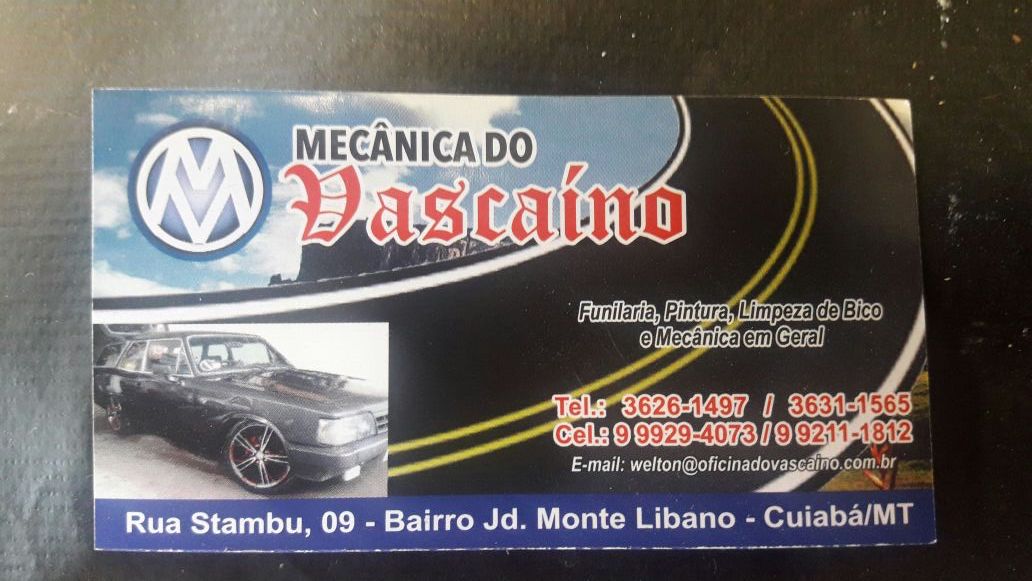 MECÂNICA DO
Vascaíno
Funilaria, Pintura, Limpeza de Bico
e Mecânica em Geral
Tel.: 3626-1497 / 3631-1565
Cel.: 9 9929-4073 / 9 9211-1812
E-mail: welton@oficinadovascaino.com.br
Rua Stambu, 09 - Bairro Jd. Monte Libano - Cuiabá/MT